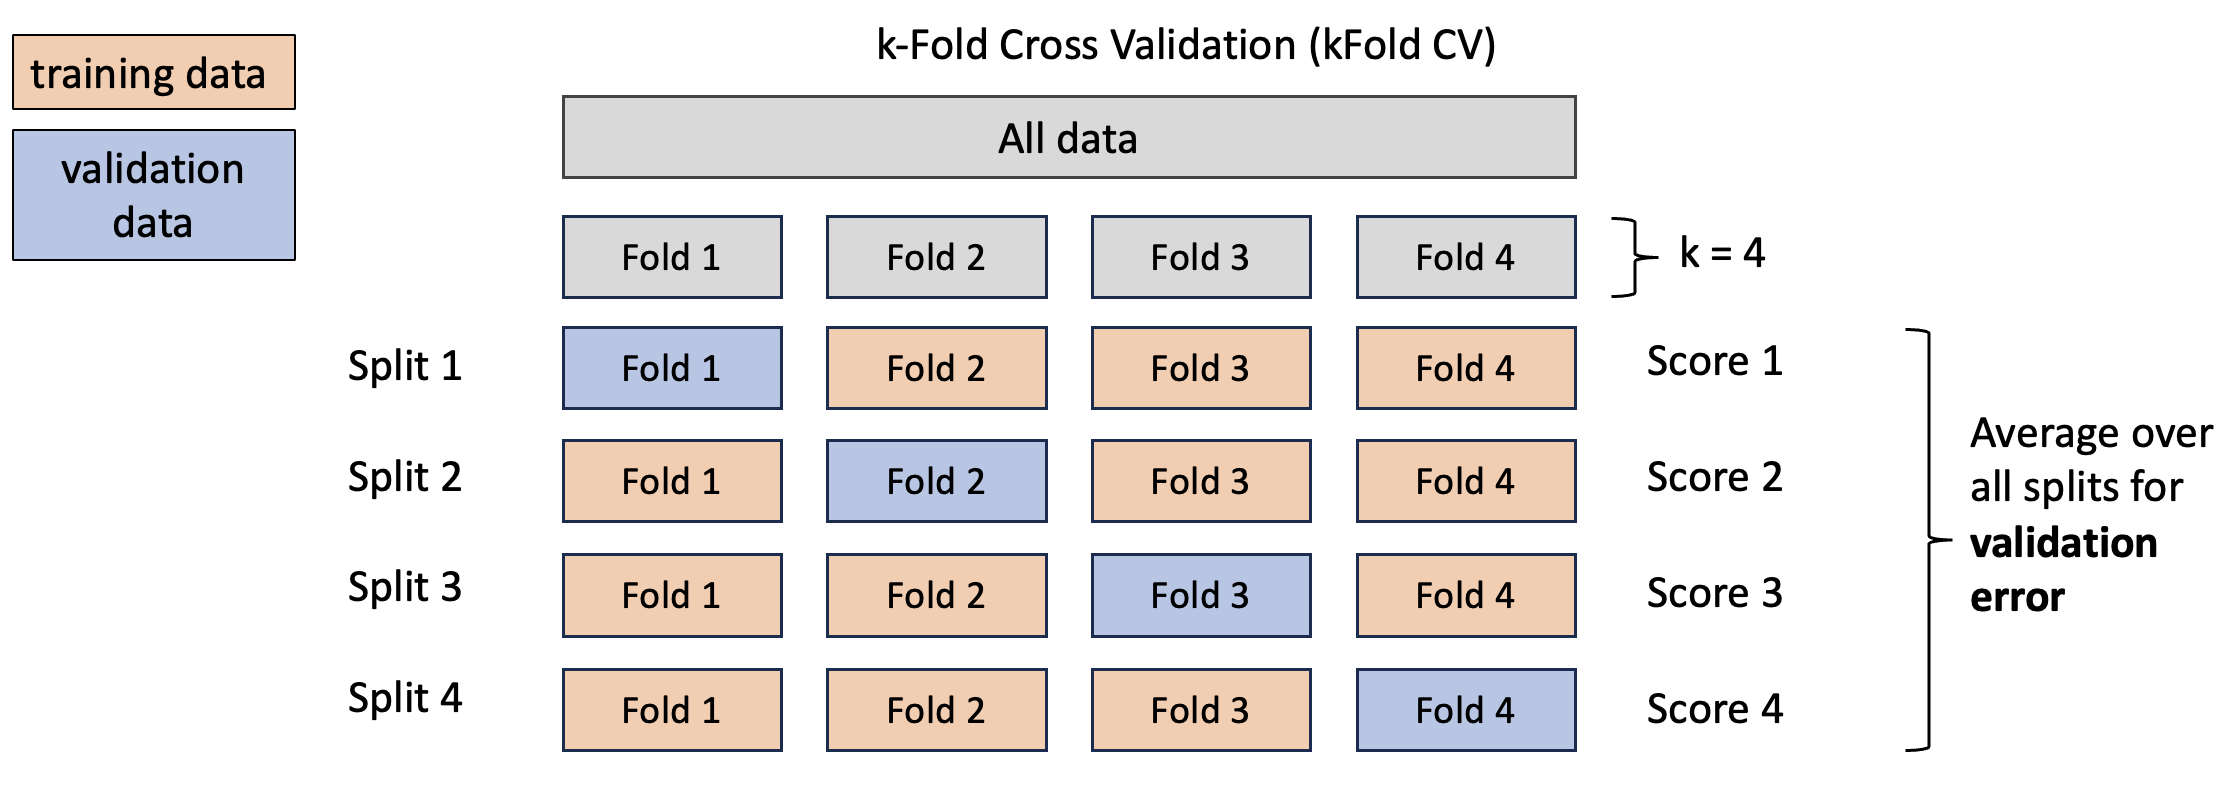 k-Fold Cross Validation (kFold CV)
training data
validation
data
All data
Fold 1 Fold 2 Fold 3 Fold 4 k = 4
Split 1 Fold 1 Fold 2 Fold 3 Fold 4 Score 1
Split 2 Fold 1 Fold 2 Fold 3 Fold 4 Score 2
Split 3 Fold 1 Fold 2 Fold 3 Fold 4 Score 3
Split 4 Fold 1 Fold 2 Fold 3 Fold 4 Score 4
Average over
all splits for
validation
error